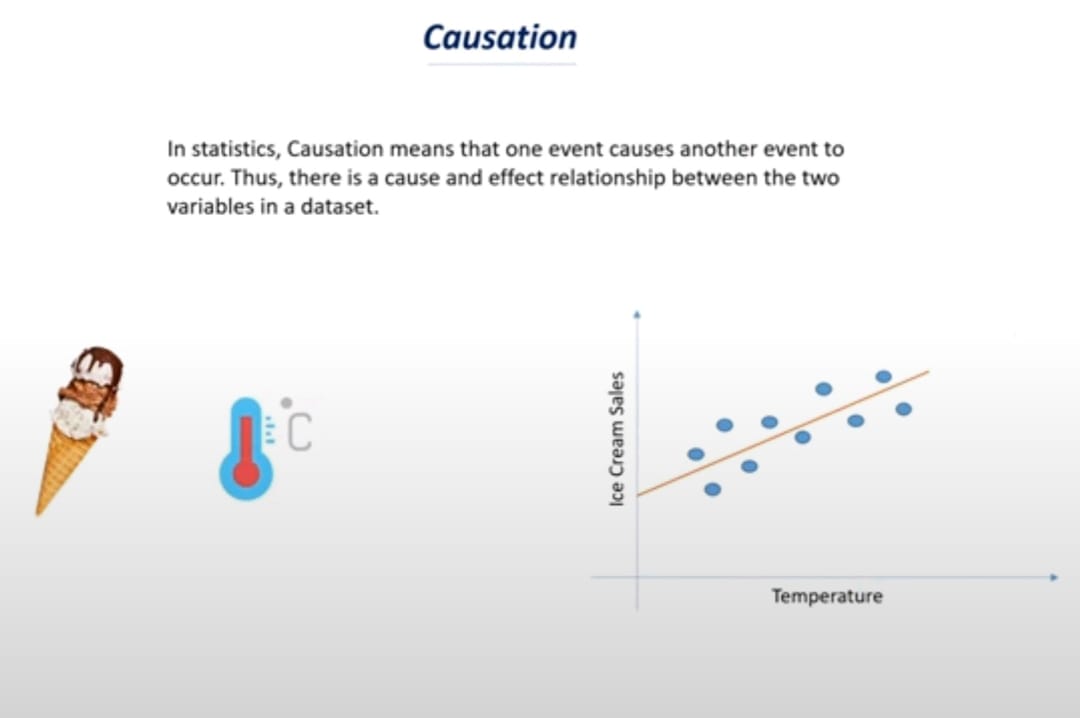 Causation
In statistics, Causation means that one event causes another event to
occur. Thus, there is a cause and effect relationship between the two
variables in a dataset.
°C
Ice Cream Sales
Temperature